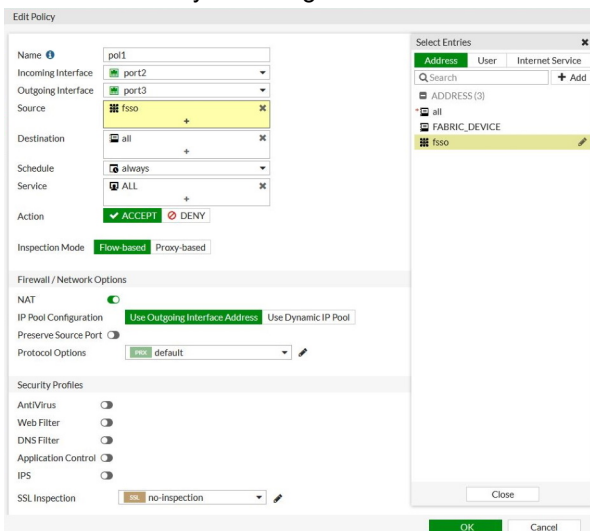 Edit Policy
Name pol1
Incoming Interface port2
Outgoing Interface port3
Source fsso
+
Destination all
+
Schedule always
Service ALL
+
Action ACCEPT DENY
Inspection Mode Flow-based Proxy-based
Firewall / Network Options
NAT
IP Pool Configuration Use Outgoing Interface Address Use Dynamic IP Pool
Preserve Source Port
Protocol Options PRX default
Security Profiles
AntiVirus
Web Filter
DNS Filter
Application Control
IPS
SSL Inspection SSL no-inspection
Select Entries
Address User Internet Service
Search + Add
ADDRESS (3)
* all
FABRIC_DEVICE
fsso
Close
OK Cancel